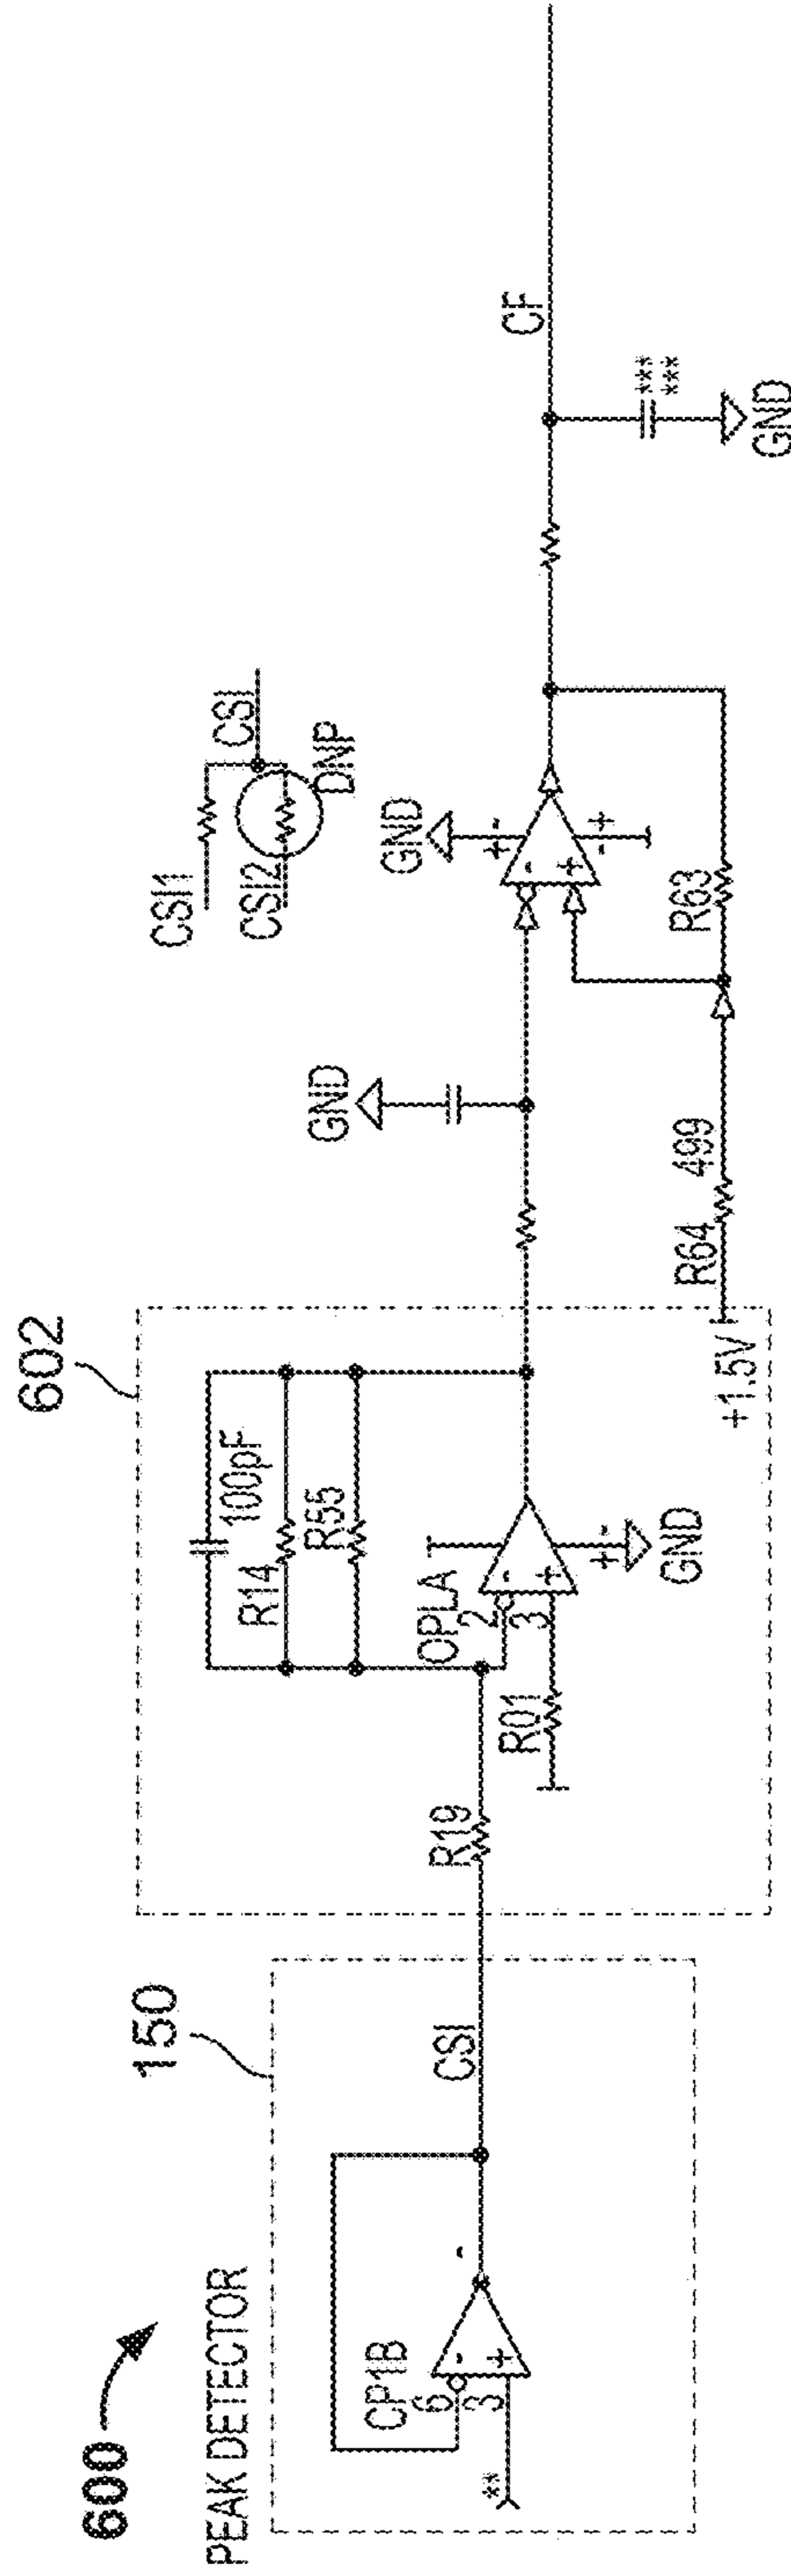 600
PEAK DETECTOR
150
CP1B
6
3
-
+
**
CSI
602
R19
100pF
R14
R55
OPLA
2
3
-
+
R01
+-
GND
+1.5V
R64
499
GND
CSI1
CSI2
CSI
DNP
GND
+-
-
+
-+
R63
CF
***
***
GND